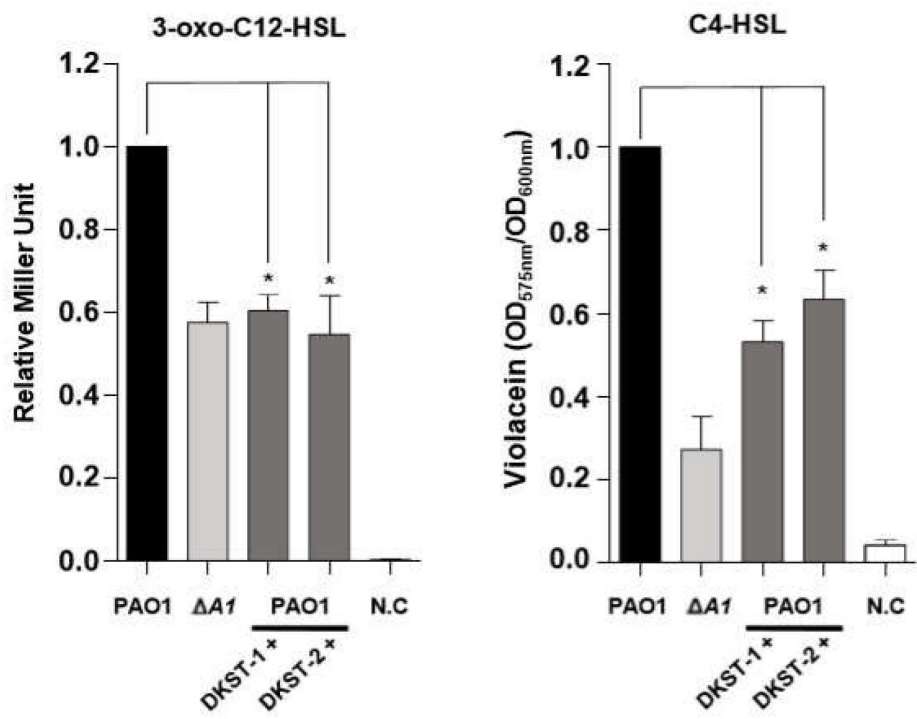 3-oxo-C12-HSL
Relative Miller Unit
1.2
1.0
0.8
0.6
0.4
0.2
0.0
*
*
PAO1
ΔA1
PAO1
N.C
DKST-1 +
DKST-2 +
C4-HSL
Violacein (OD575nm/OD600nm)
1.2
1.0
0.8
0.6
0.4
0.2
0.0
*
*
PAO1
ΔA1
PAO1
N.C
DKST-1 +
DKST-2 +